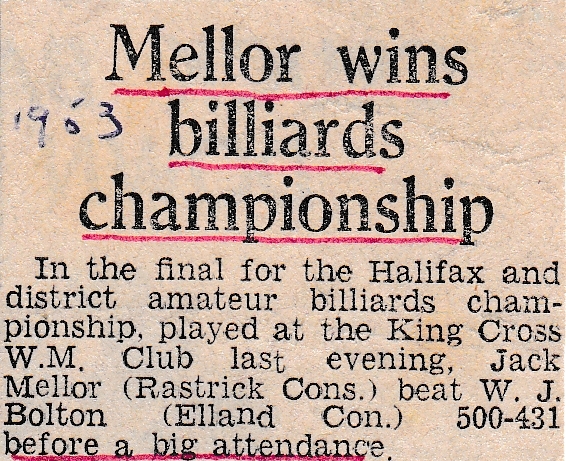 Mellor wins
1953
billiards
championship
In the final for the Halifax and
district amateur billiards cham-
pionship, played at the King Cross
W.M. Club last evening, Jack
Mellor (Rastrick Cons.) beat W. J.
Bolton (Elland Con.) 500-431
before a big attendance.